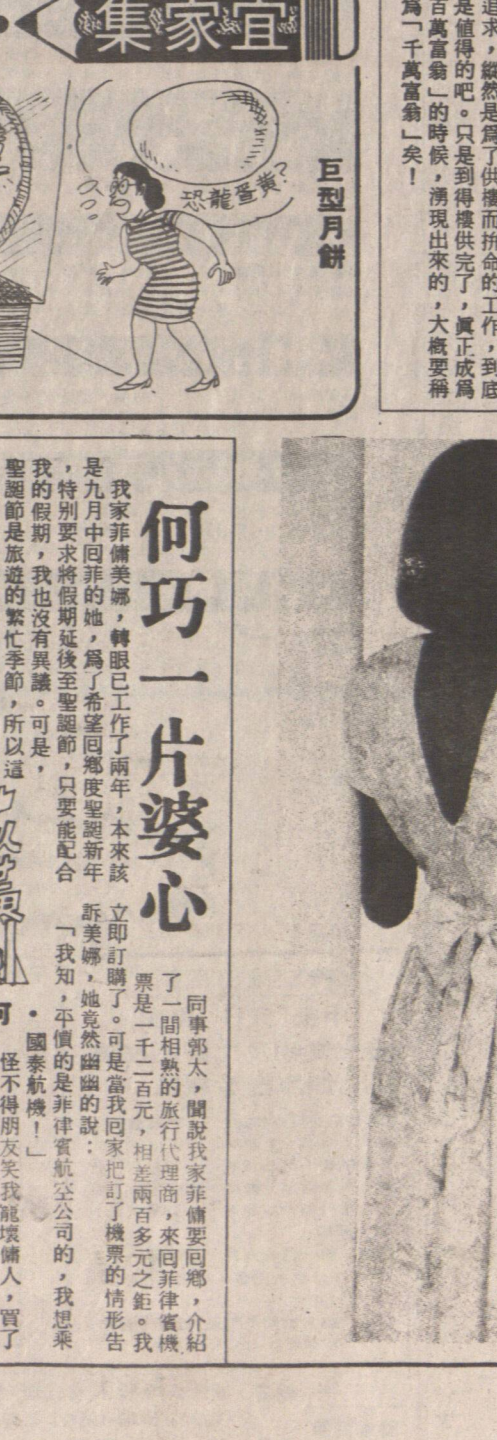 追求，縱然是爲了供樓而拚命的工作，到底
是値得的吧。只是到得樓供完了，眞正成爲
百萬富翁」的時候，湧現出來的，大概要稱
爲「千萬富翁」矣！
宜家集
巨型月餅
恐龍蛋黃？
何巧一片婆心
我家菲傭美娜，轉眼已工作了兩年，本來該
是九月中回菲的她，爲了希望回鄉度聖誕新年
，特別要求將假期延後至聖誕節，只要能配合
我的假期，我也沒有異議。可是，
聖誕節是旅遊的繁忙季節，所以這
同事郭太，聞說我家菲傭要回鄉，介紹
了一間相熟的旅行代理商，來回菲律賓機
票是一千二百元，相差兩百多元之鉅。我
立即訂購了。可是當我回家把訂了機票的情形告
訴美娜，她竟然幽幽的說：
「我知，平價的是菲律賓航空公司的，我想乘
國泰航機！」
怪不得朋友笑我寵壞傭人，買了